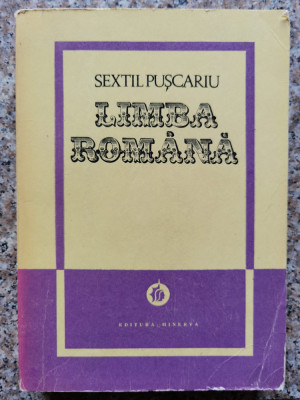 SEXTIL PUȘCARIU
LIMBA
ROMÂNĂ
EDITURA MINERVA